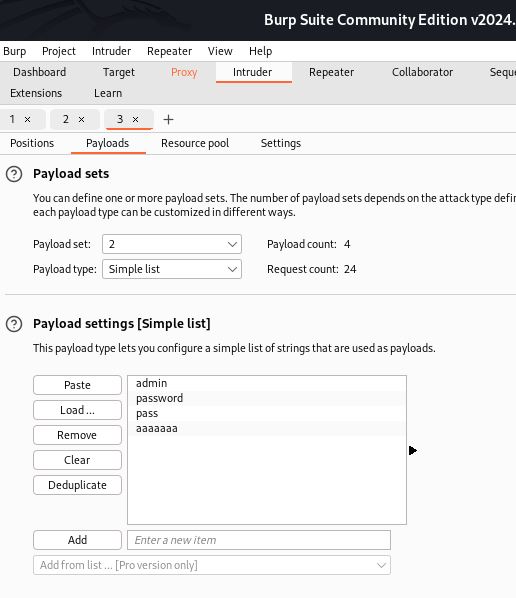 Burp Suite Community Edition v2024.
Burp Project Intruder Repeater View Help
Dashboard Target Proxy Intruder Repeater Collaborator Seque
Extensions Learn
1 × 2 × 3 × +
Positions Payloads Resource pool Settings
? Payload sets
You can define one or more payload sets. The number of payload sets depends on the attack type defin
each payload type can be customized in different ways.
Payload set: 2 Payload count: 4
Payload type: Simple list Request count: 24
? Payload settings [Simple list]
This payload type lets you configure a simple list of strings that are used as payloads.
Paste admin
password
Load ... pass
Remove aaaaaaa
Clear
Deduplicate
Add Enter a new item
Add from list ... [Pro version only]